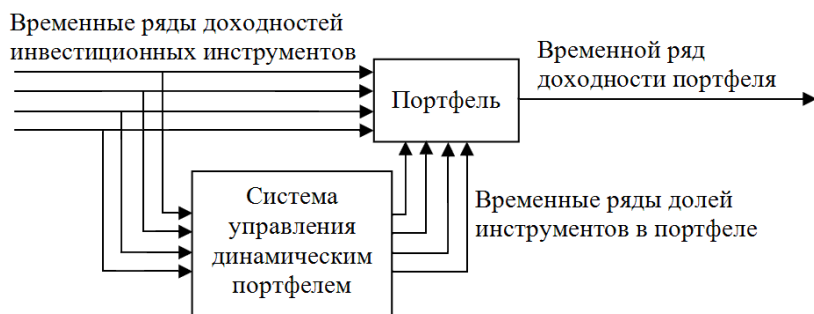 Временные ряды доходностей
инвестиционных инструментов
Временной ряд
доходности портфеля
Портфель
Система
управления
динамическим
портфелем
Временные ряды долей
инструментов в портфеле